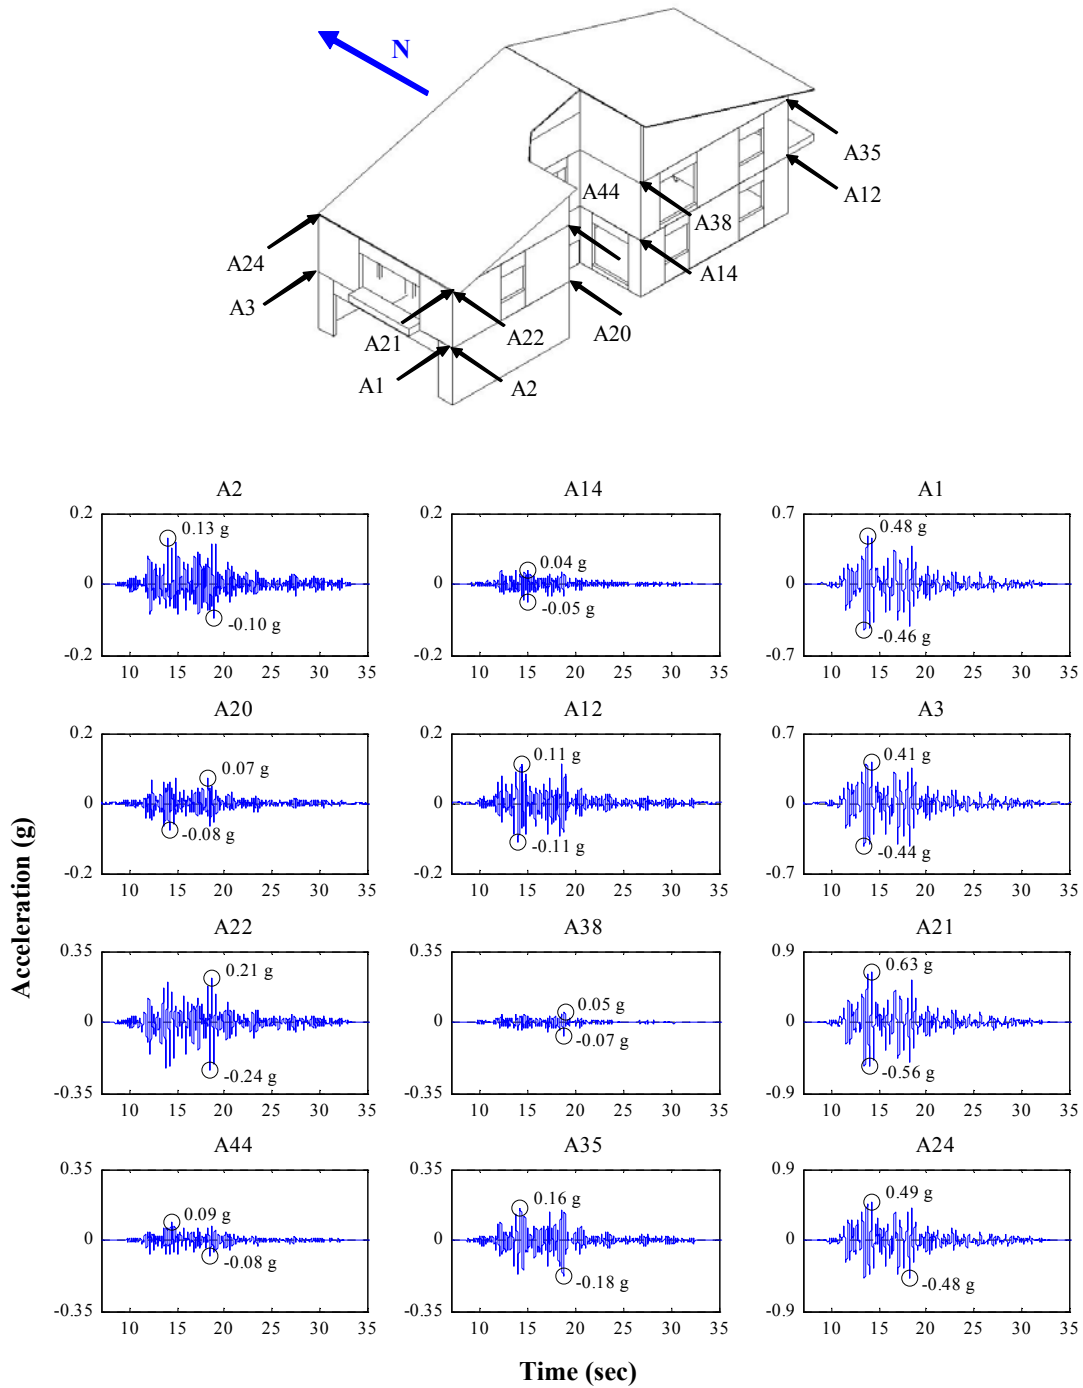 N
A35
A44
A12
A38
A24
A14
A3
A21
A22
A20
A1
A2
A2
A14
A1
0.2
0
-0.2
0.13 g
-0.10 g
10 15 20 25 30 35
0.2
0
-0.2
0.04 g
-0.05 g
10 15 20 25 30 35
0.7
0
-0.7
0.48 g
-0.46 g
10 15 20 25 30 35
A20
A12
A3
0.2
0
-0.2
0.07 g
-0.08 g
10 15 20 25 30 35
0.2
0
-0.2
0.11 g
-0.11 g
10 15 20 25 30 35
0.7
0
-0.7
0.41 g
-0.44 g
10 15 20 25 30 35
Acceleration (g)
A22
A38
A21
0.35
0
-0.35
0.21 g
-0.24 g
10 15 20 25 30 35
0.35
0
-0.35
0.05 g
-0.07 g
10 15 20 25 30 35
0.9
0
-0.9
0.63 g
-0.56 g
10 15 20 25 30 35
A44
A35
A24
0.35
0
-0.35
0.09 g
-0.08 g
10 15 20 25 30 35
0.35
0
-0.35
0.16 g
-0.18 g
10 15 20 25 30 35
0.9
0
-0.9
0.49 g
-0.48 g
10 15 20 25 30 35
Time (sec)